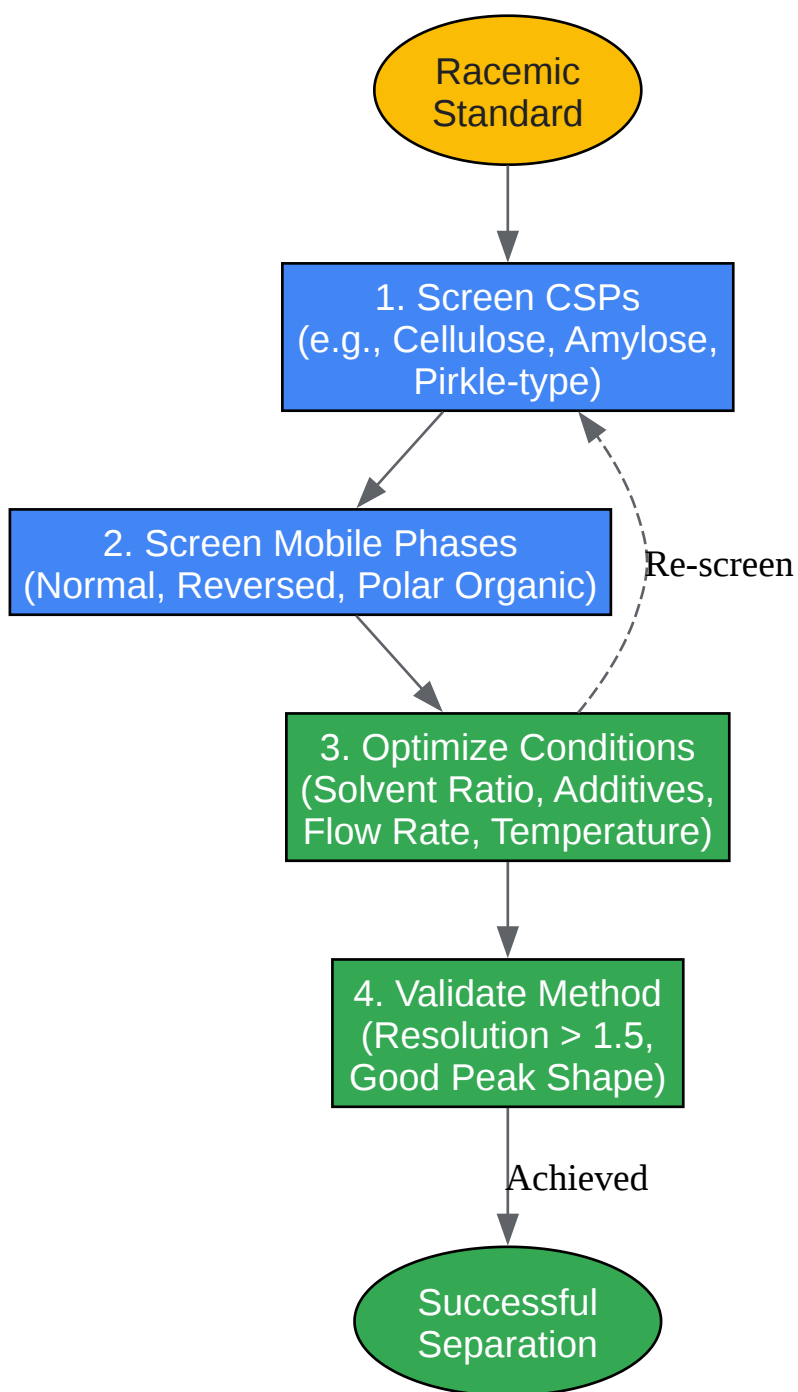 Racemic
Standard
1. Screen CSPs
(e.g., Cellulose, Amylose,
Pirkle-type)
2. Screen Mobile Phases
(Normal, Reversed, Polar Organic)
Re-screen
3. Optimize Conditions
(Solvent Ratio, Additives,
Flow Rate, Temperature)
4. Validate Method
(Resolution > 1.5,
Good Peak Shape)
Achieved
Successful
Separation